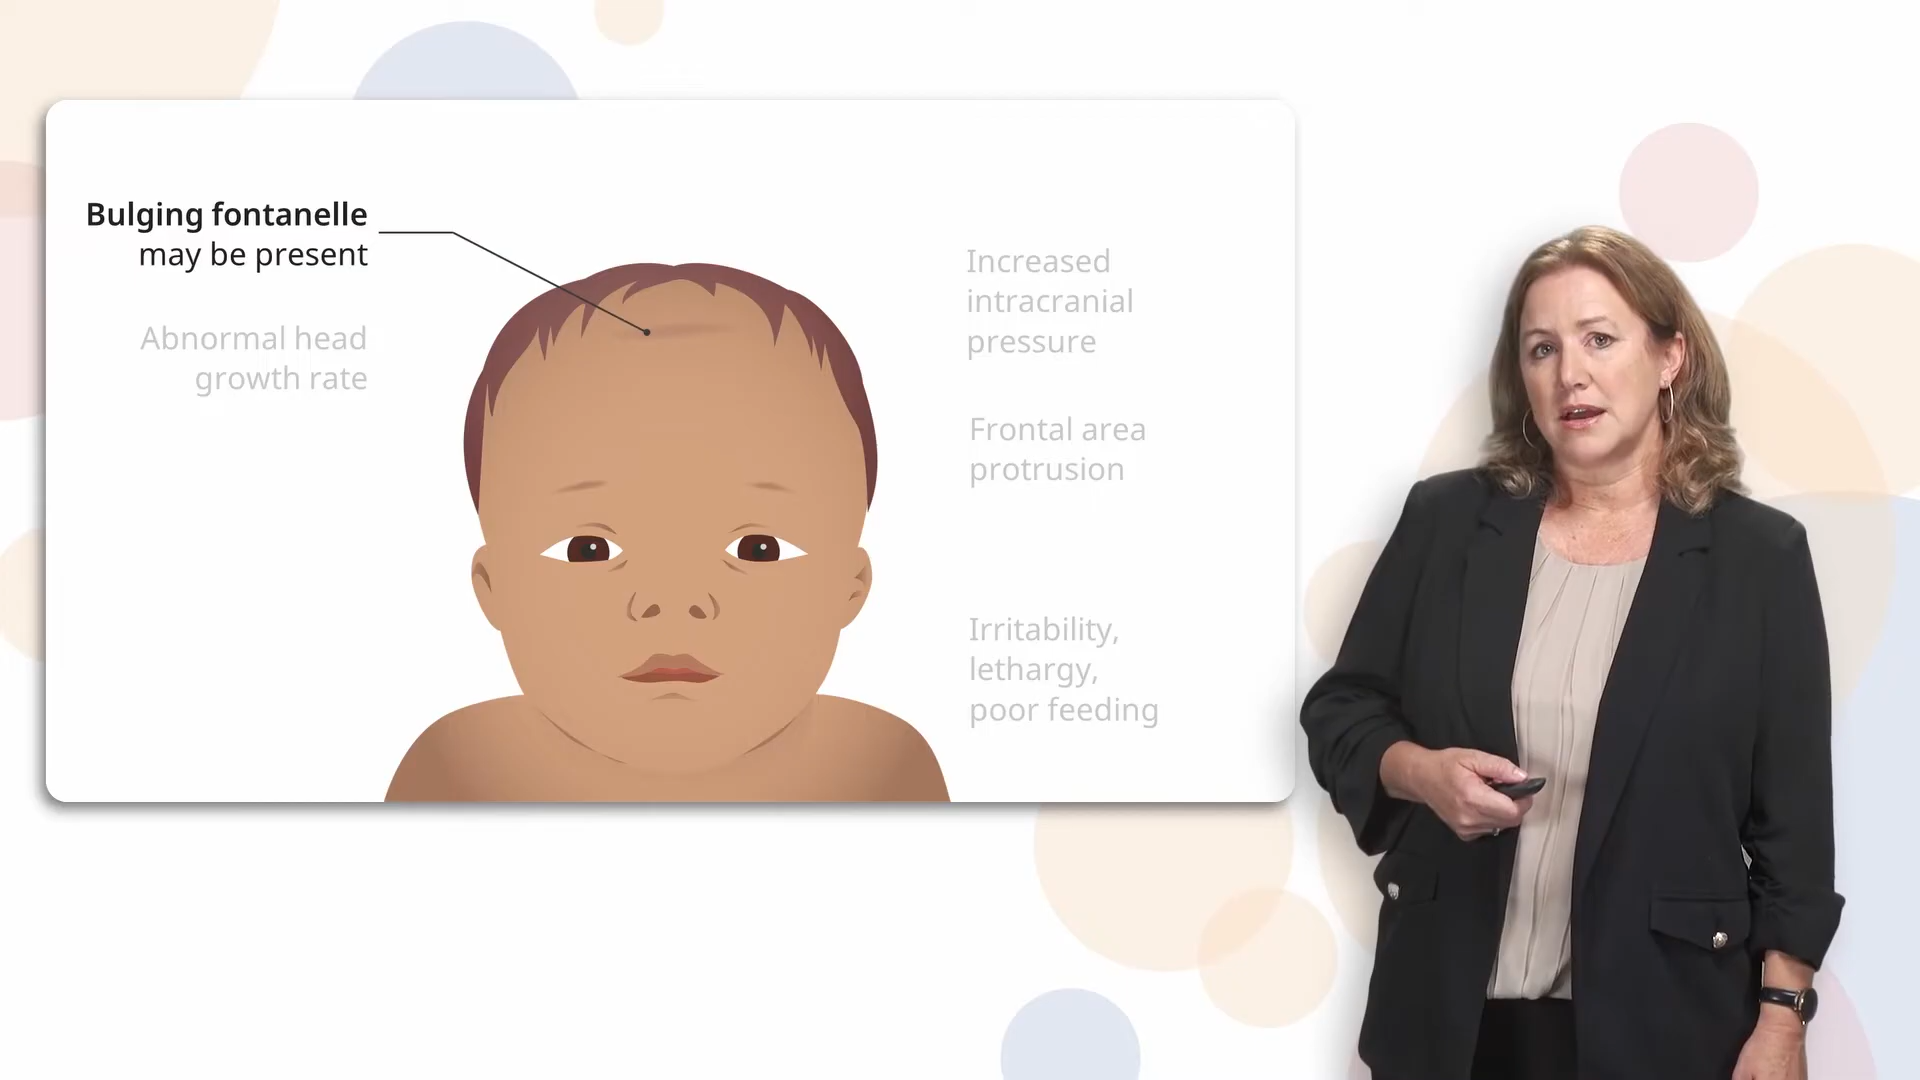 Bulging fontanelle
may be present
Abnormal head
growth rate
Increased
intracranial
pressure
Frontal area
protrusion
Irritability,
lethargy,
poor feeding